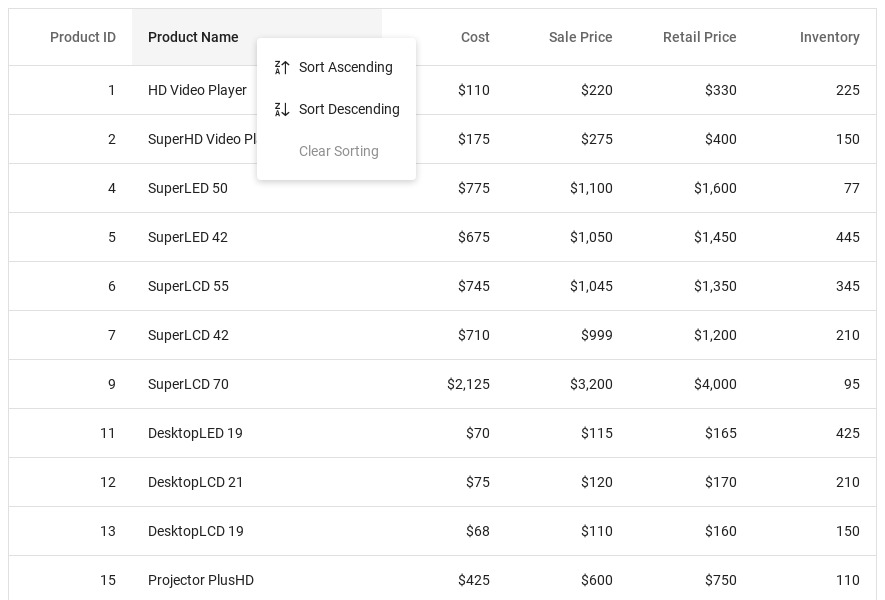 Product ID Product Name Cost Sale Price Retail Price Inventory
Sort Ascending
1 HD Video Player $110 $220 $330 225
Sort Descending
2 SuperHD Video $175 $275 $400 150
Clear Sorting
4 SuperLED 50 $775 $1,100 $1,600 77
5 SuperLED 42 $675 $1,050 $1,450 445
6 SuperLCD 55 $745 $1,045 $1,350 345
7 SuperLCD 42 $710 $999 $1,200 210
9 SuperLCD 70 $2,125 $3,200 $4,000 95
11 DesktopLED 19 $70 $115 $165 425
12 DesktopLCD 21 $75 $120 $170 210
13 DesktopLCD 19 $68 $110 $160 150
15 Projector PlusHD $425 $600 $750 110